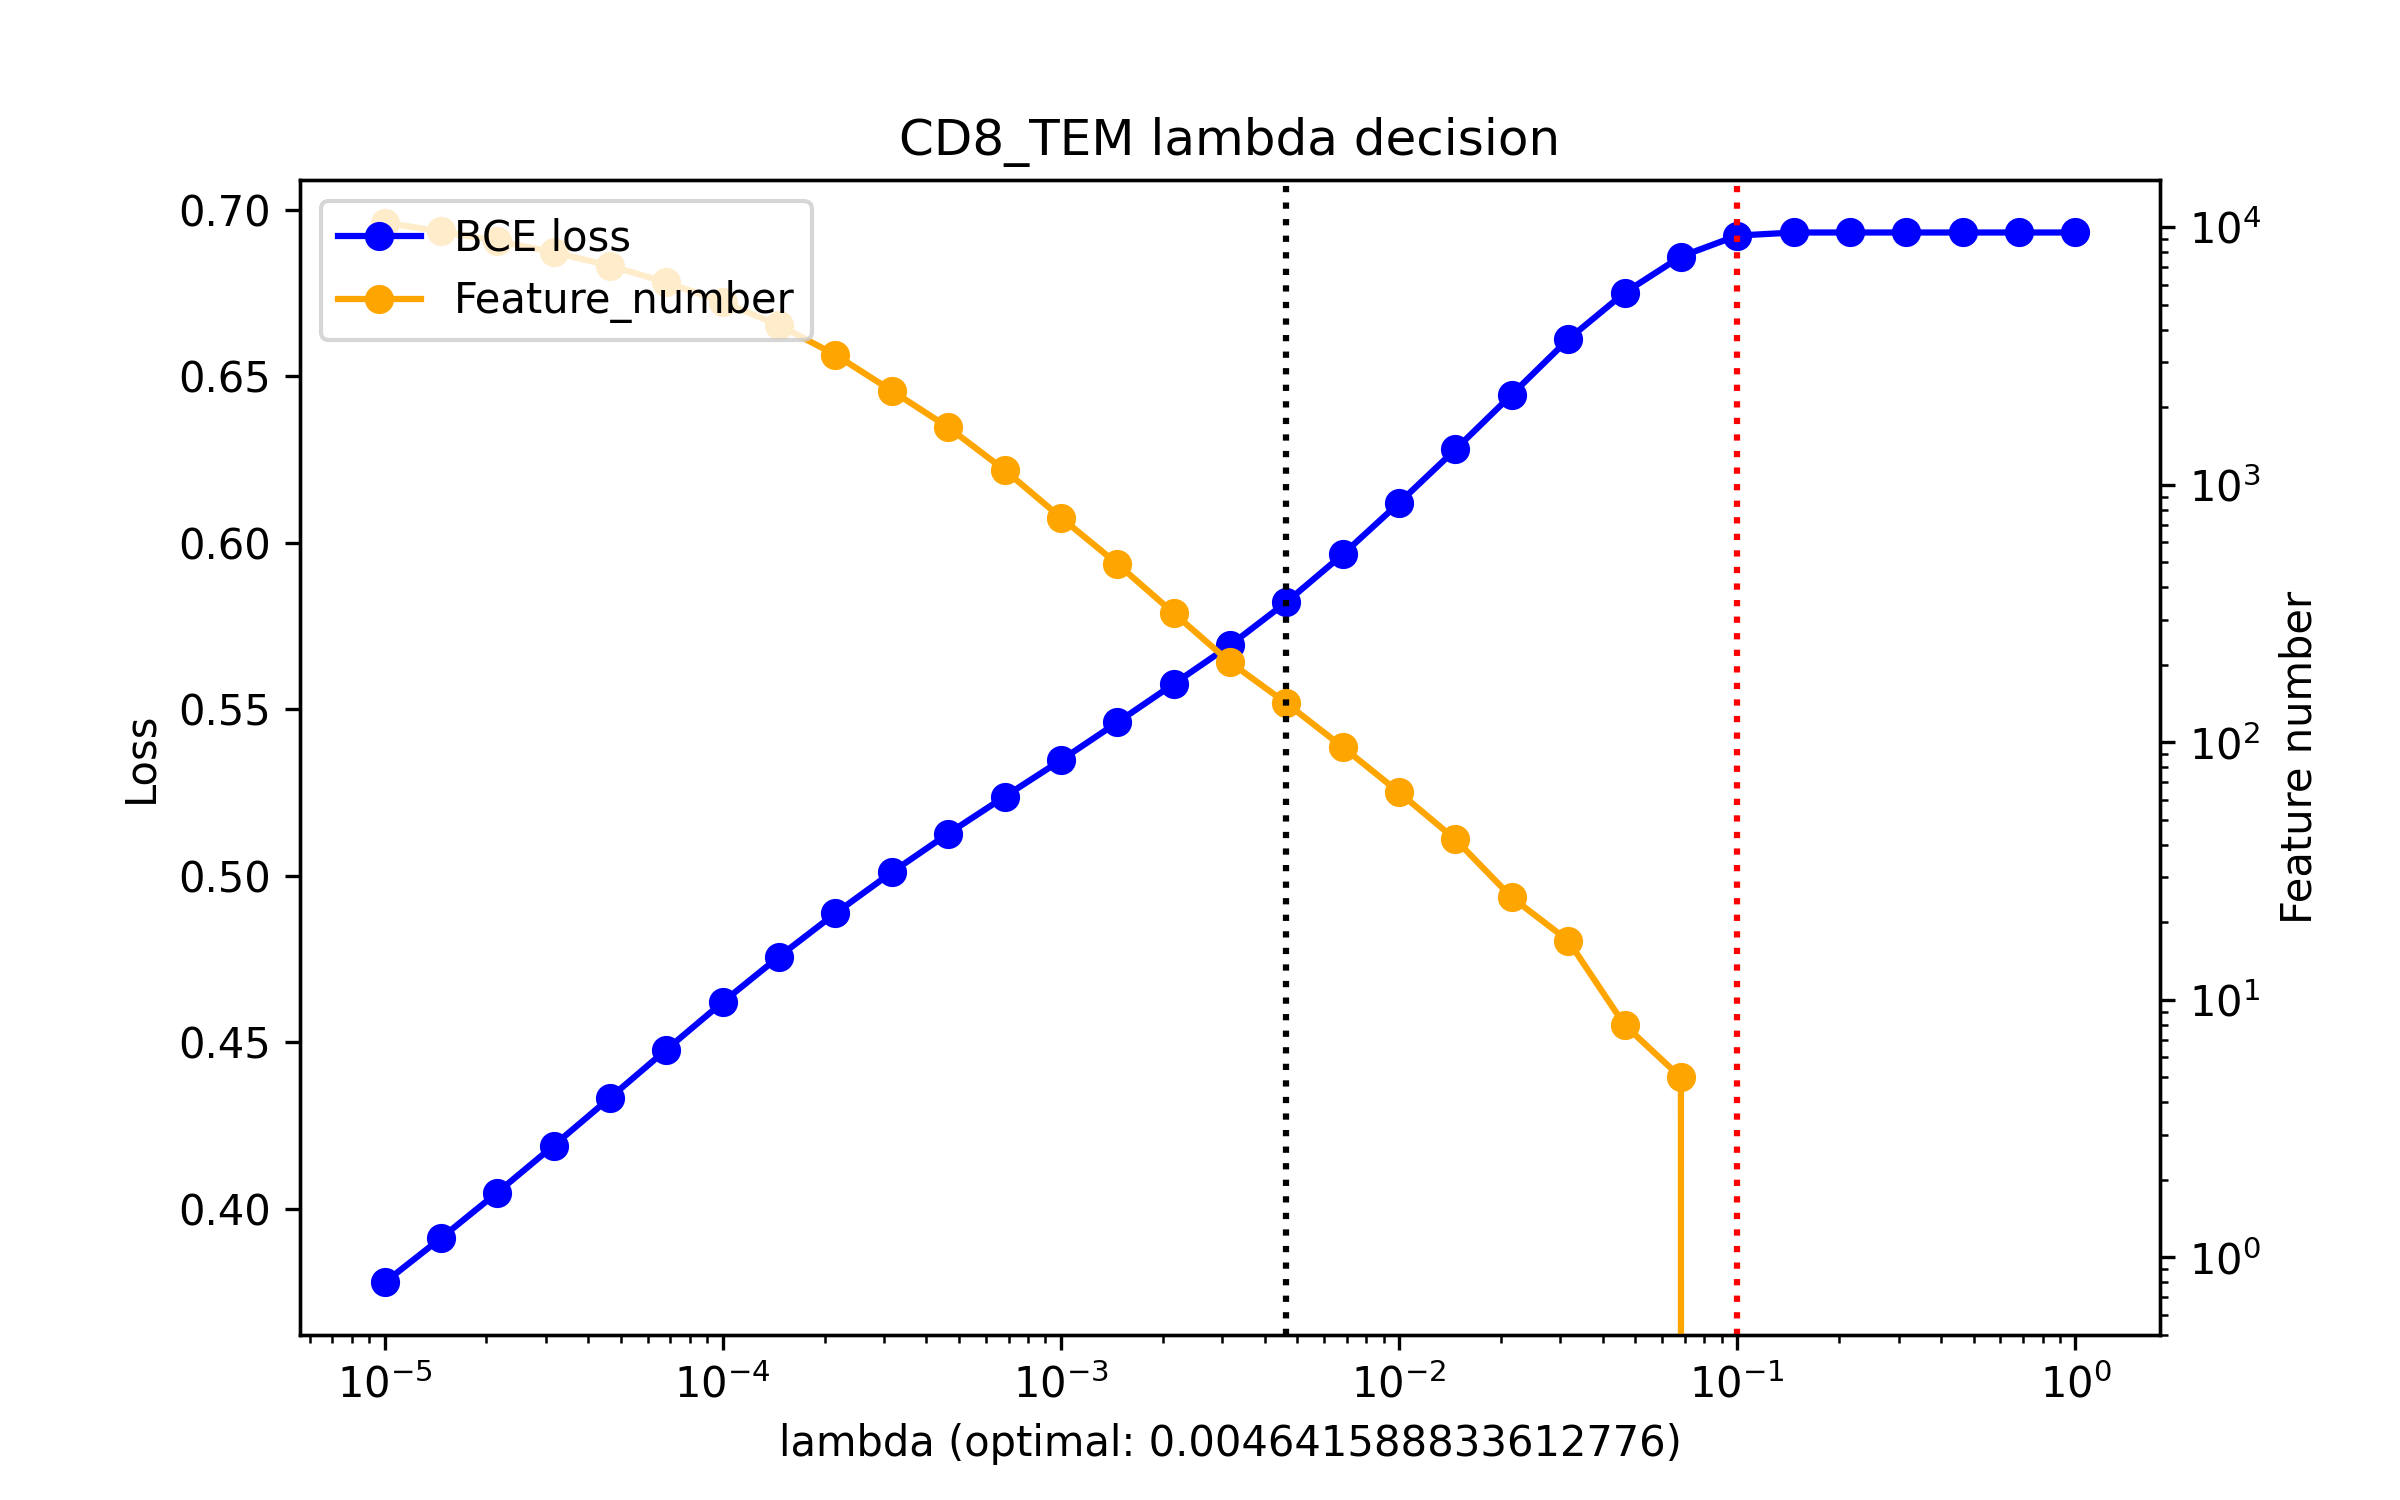 CD8_TEM lambda decision
BCE loss
Feature_number
0.70
0.65
0.60
0.55
0.50
0.45
0.40
Loss
10⁴
10³
10²
10¹
10⁰
Feature number
10⁻⁵ 10⁻⁴ 10⁻³ 10⁻² 10⁻¹ 10⁰
lambda (optimal: 0.004641588833612776)